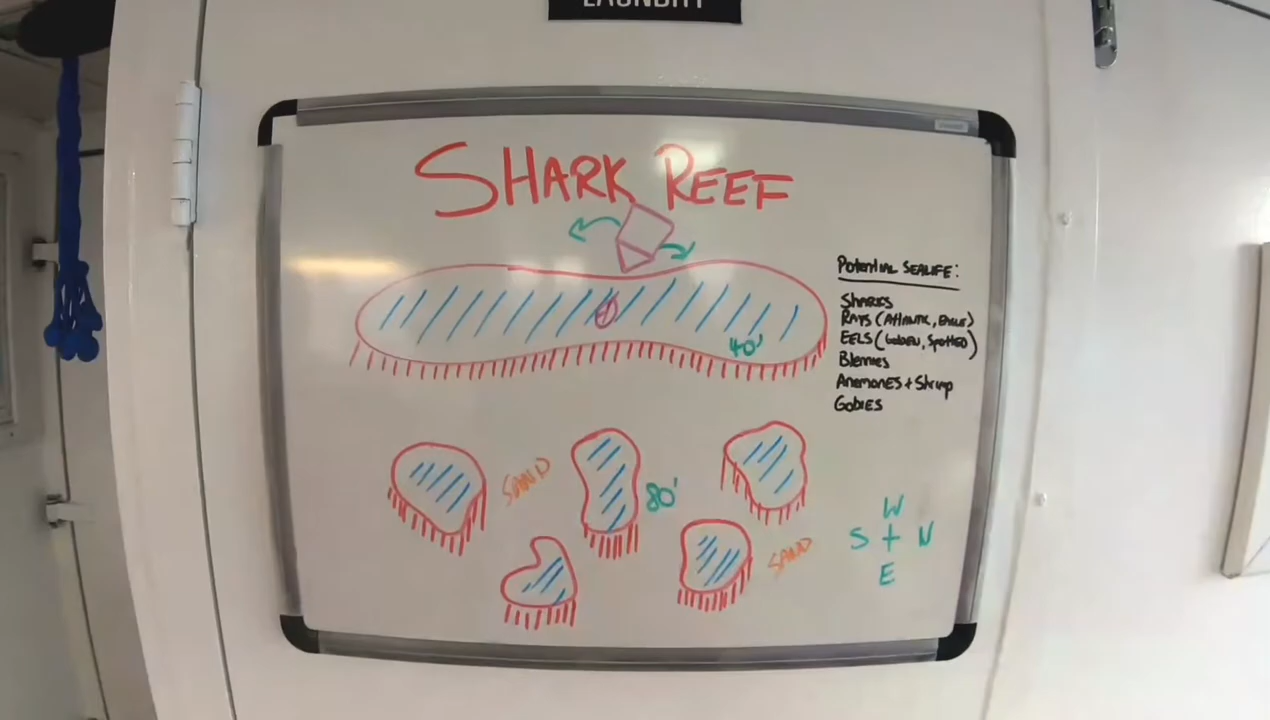 LAUNDRY
SHARK REEF
Potential SEALIFE:
SHARKS
RAYS (Atlantic, EAGLE)
EELS (Golden, Spotted)
Blennies
AnemonES + Shrimp
GobIES
40'
SAND
80'
SAND
W
S N
E